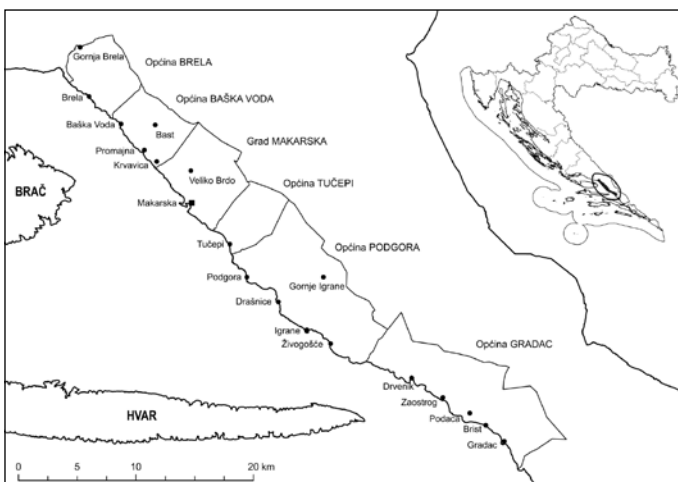 Općina BRELA
Gornja Brela
Općina BAŠKA VODA
Brela
Baška Voda
Bast
Grad MAKARSKA
Promajna
Krvavica
Općina TUČEPI
Veliko Brdo
BRAČ
Makarska
Tučepi
Općina PODGORA
Podgora
Gornje Igrane
Drašnice
Igrane
Živogošće
Općina GRADAC
Drvenik
Zaostrog
HVAR
Podaca
Brist
Gradac
0 5 10 20 km